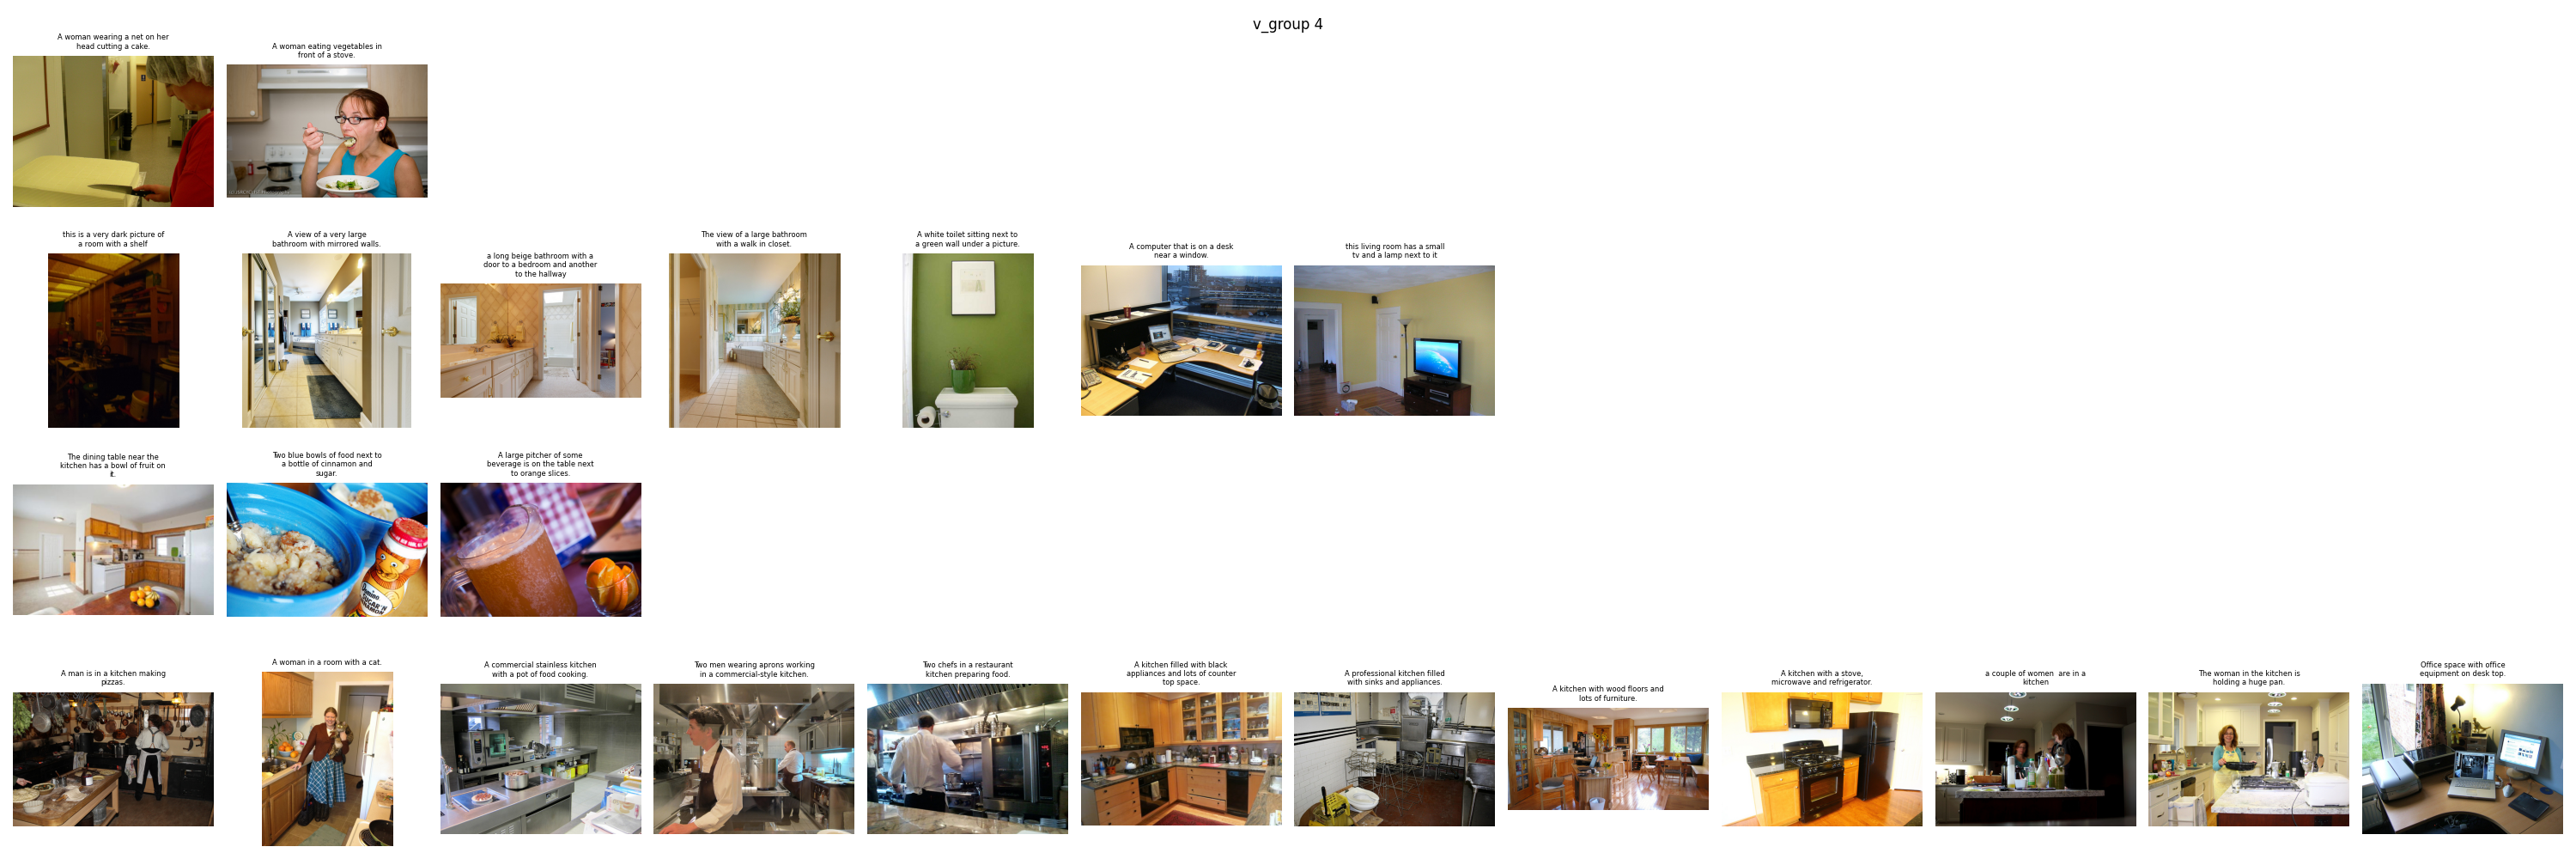 v_group 4
A woman wearing a net on her
head cutting a cake.
A woman eating vegetables in
front of a stove.
this is a very dark picture of
a room with a shelf
A view of a very large
bathroom with mirrored walls.
a long beige bathroom with a
door to a bedroom and another
to the hallway
The view of a large bathroom
with a walk in closet.
A white toilet sitting next to
a green wall under a picture.
A computer that is on a desk
near a window.
this living room has a small
tv and a lamp next to it
The dining table near the
kitchen has a bowl of fruit on
it.
Two blue bowls of food next to
a bottle of cinnamon and
sugar.
A large pitcher of some
beverage is on the table next
to orange slices.
Domino
SUGAR 'N
CINNAMON
A man is in a kitchen making
pizzas.
A woman in a room with a cat.
A commercial stainless kitchen
with a pot of food cooking.
Two men wearing aprons working
in a commercial-style kitchen.
Two chefs in a restaurant
kitchen preparing food.
A kitchen filled with black
appliances and lots of counter
top space.
A professional kitchen filled
with sinks and appliances.
A kitchen with wood floors and
lots of furniture.
A kitchen with a stove,
microwave and refrigerator.
a couple of women  are in a
kitchen
The woman in the kitchen is
holding a huge pan.
Office space with office
equipment on desk top.